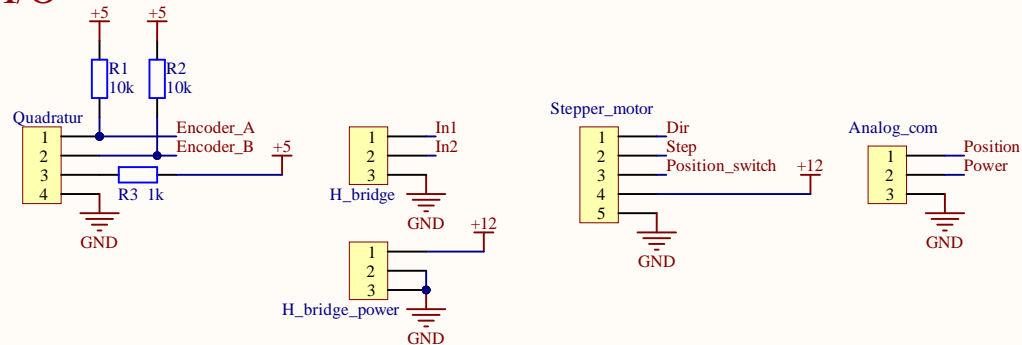 I/O
+5
+5
R1
10k
R2
10k
Quadratur
1
2
3
4
Encoder_A
Encoder_B
+5
R3 1k
GND
In1
In2
1
2
3
H_bridge
GND
+12
1
2
3
H_bridge_power
GND
Stepper_motor
1
2
3
4
5
Dir
Step
Position_switch
+12
GND
Analog_com
1
2
3
Position
Power
GND